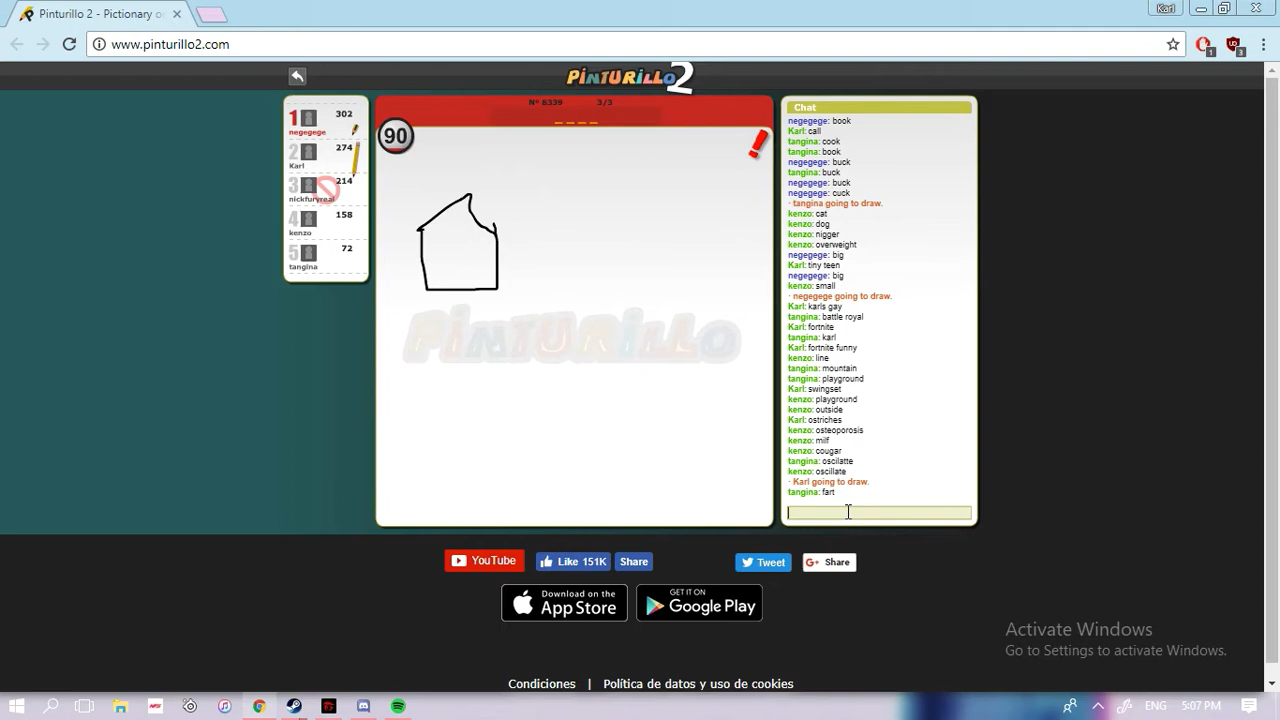 Pinturillo 2 - Pictionary o
Karl
www.pinturillo2.com
1
3
PINTURILLO 2
1 302
negegege
2 274
Karl
3 214
nickfuryreal
4 158
kenzo
5 72
tangina
Nº 8339 3/3
_ _ _ _
90
PINTURILLO
Chat
negegege: book
Karl: call
tangina: cook
tangina: book
negegege: buck
tangina: buck
negegege: buck
negegege: cuck
· tangina going to draw.
kenzo: cat
kenzo: dog
kenzo: nigger
kenzo: overweight
negegege: big
Karl: tiny teen
negegege: big
kenzo: small
· negegege going to draw.
Karl: karls gay
tangina: battle royal
Karl: fortnite
tangina: karl
Karl: fortnite funny
kenzo: line
tangina: mountain
tangina: playground
Karl: swingset
kenzo: playground
kenzo: outside
Karl: ostriches
kenzo: osteoporosis
kenzo: milf
kenzo: cougar
tangina: oscilatte
kenzo: oscillate
· Karl going to draw.
tangina: fart
YouTube
Like 151K
Share
Tweet
Share
Download on the
App Store
GET IT ON
Google Play
Activate Windows
Go to Settings to activate Windows.
Condiciones | Política de datos y uso de cookies
ENG 5:07 PM